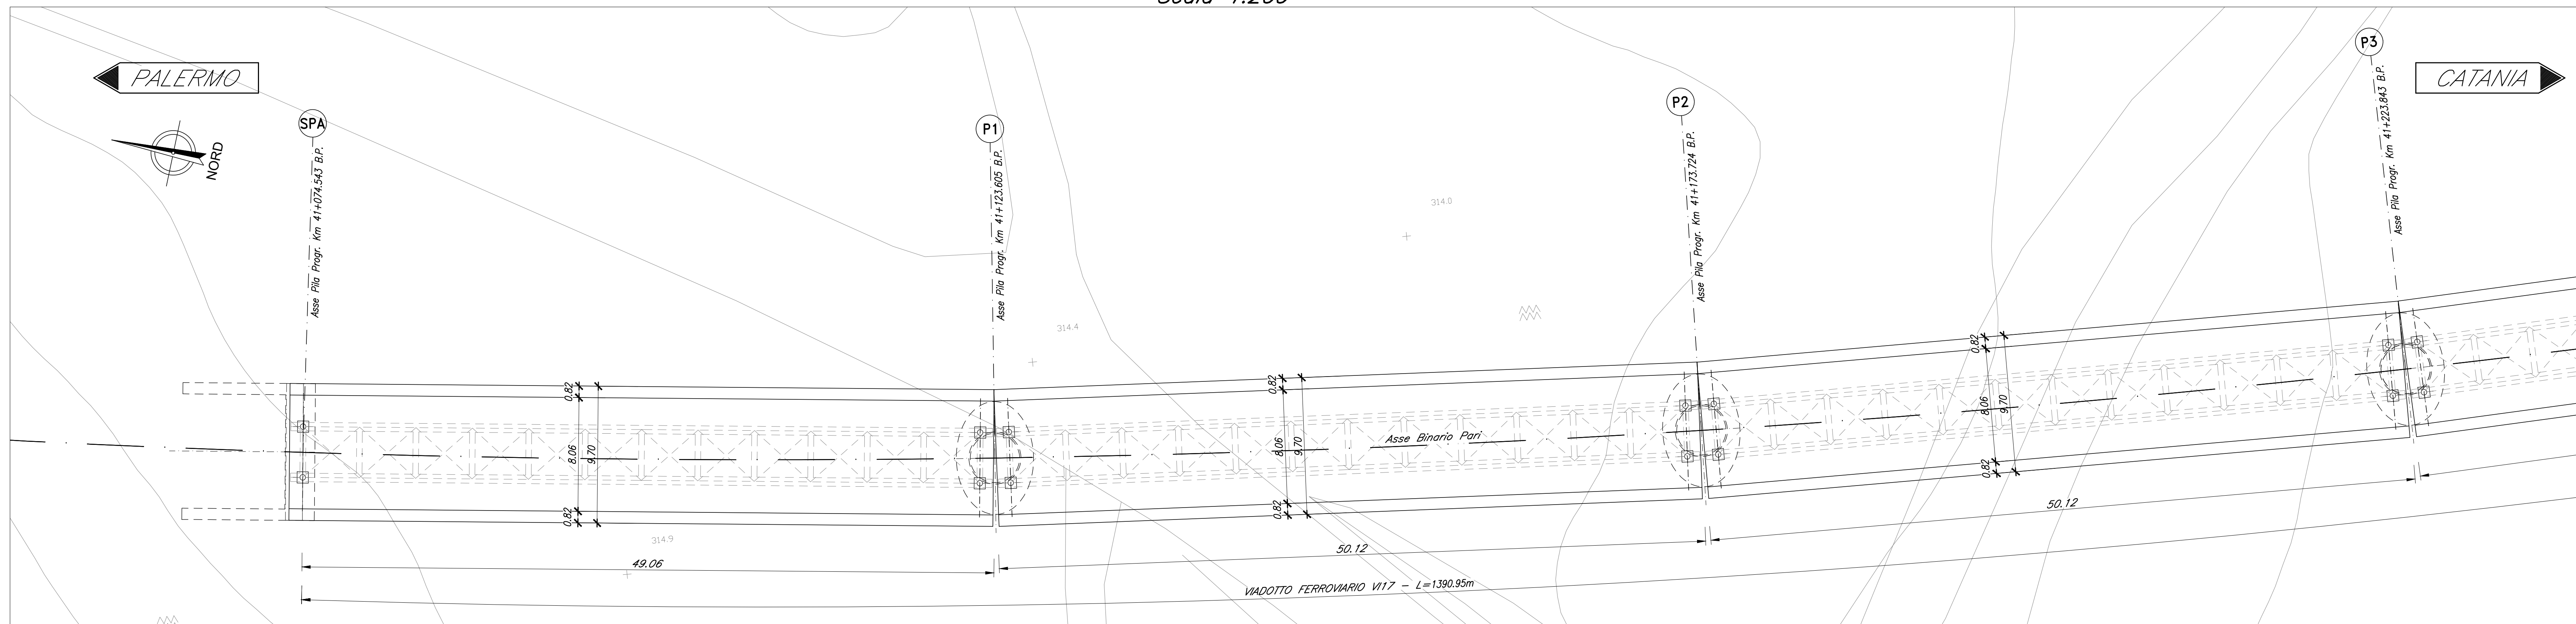 PALERMO
CATANIA
NORD
SPA
P1
P2
P3
Asse Pila Progr. Km 41+074.543 B.P.
Asse Pila Progr. Km 41+123.605 B.P.
Asse Pila Progr. Km 41+173.724 B.P.
Asse Pila Progr. Km 41+223.843 B.P.
314.0
314.4
314.9
0.82
8.06
9.70
0.82
0.82
8.06
9.70
0.82
0.82
8.06
9.70
0.82
Asse Binario Pari
49.06
50.12
50.12
VIADOTTO FERROVIARIO VI17 – L=1390.95m